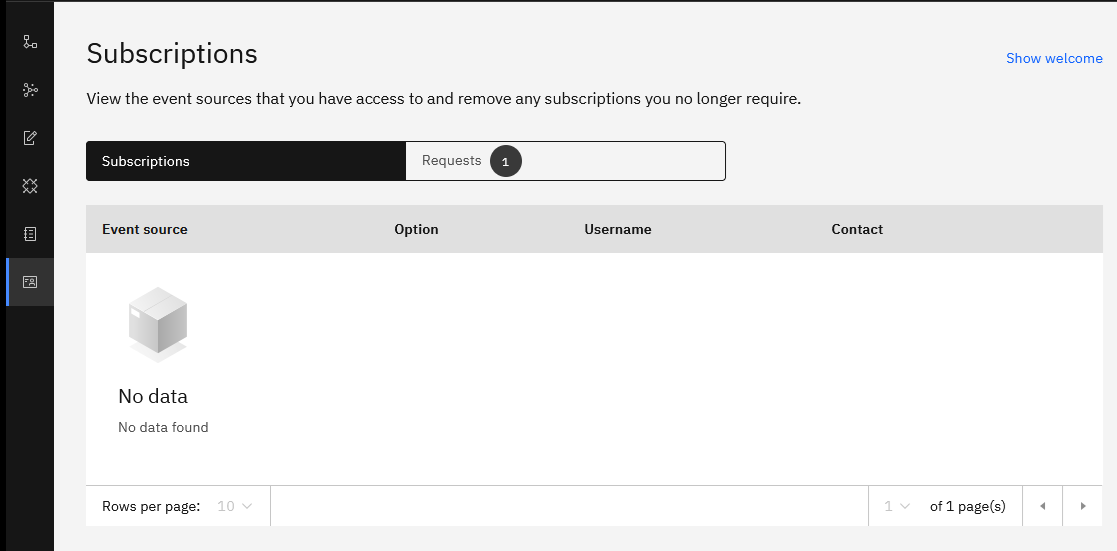 Subscriptions
Show welcome
View the event sources that you have access to and remove any subscriptions you no longer require.
Subscriptions
Requests 1
Event source Option Username Contact
No data
No data found
Rows per page: 10 1 of 1 page(s)